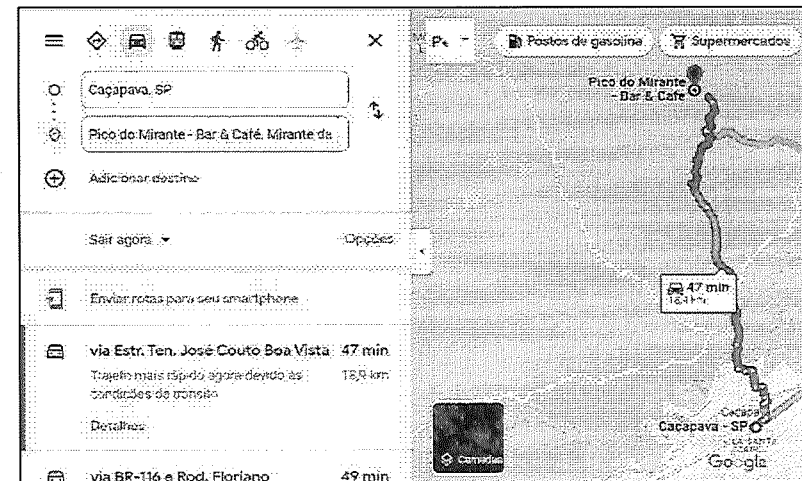 Caçapava, SP
Pico do Mirante - Bar & Café, Mirante da
Adicionar destino
Sair agora
Opções
Enviar rotas para seu smartphone
via Estr. Ten. José Couto Boa Vista 47 min
Trajeto mais rápido agora devido às 18,9 km
condições do trânsito
Detalhes
via BR-116 e Rod. Floriano 49 min
Postos de gasolina
Supermercados
Pico do Mirante
- Bar & Café
47 min
Caçapava - SP
Google
Camadas